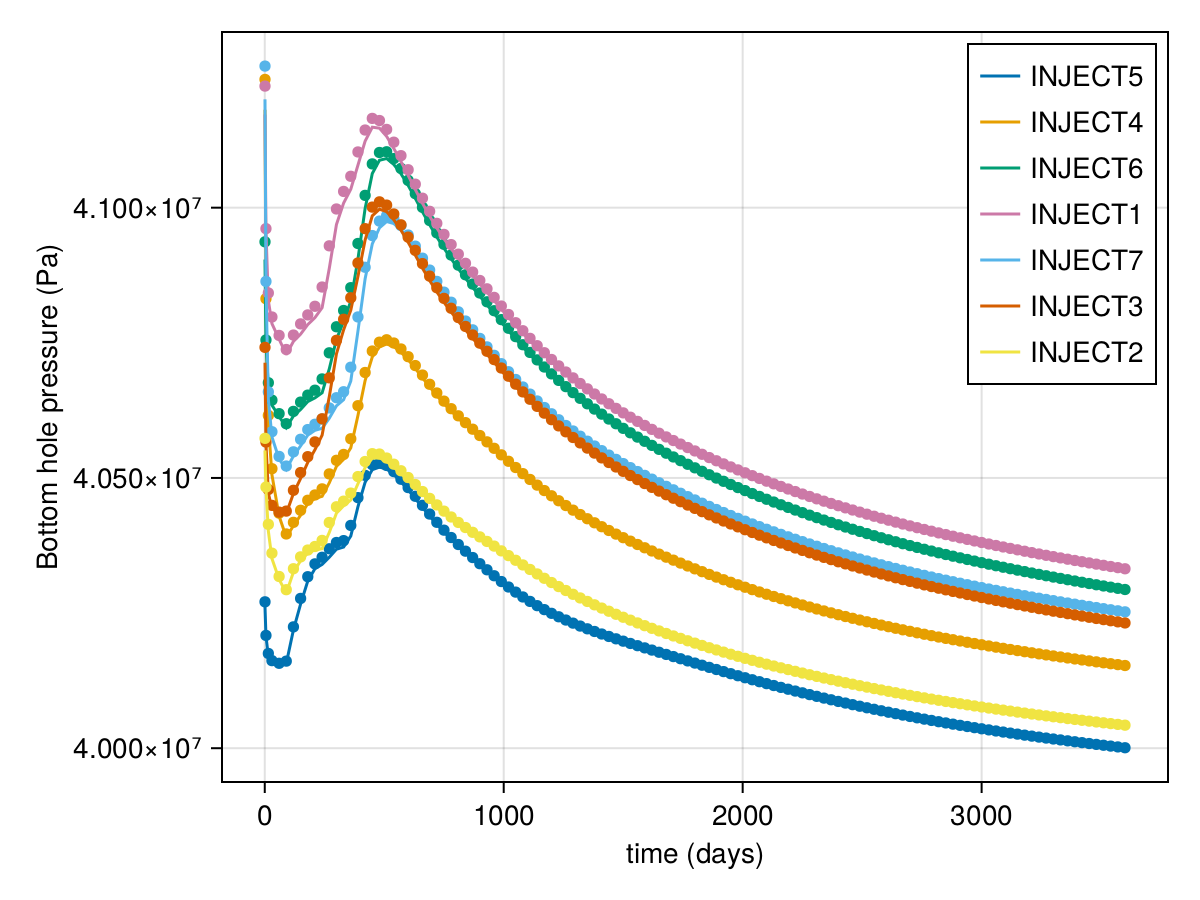 INJECT5
INJECT4
INJECT6
INJECT1
INJECT7
INJECT3
INJECT2
4.100×10⁷
4.050×10⁷
4.000×10⁷
Bottom hole pressure (Pa)
0
1000
2000
3000
time (days)